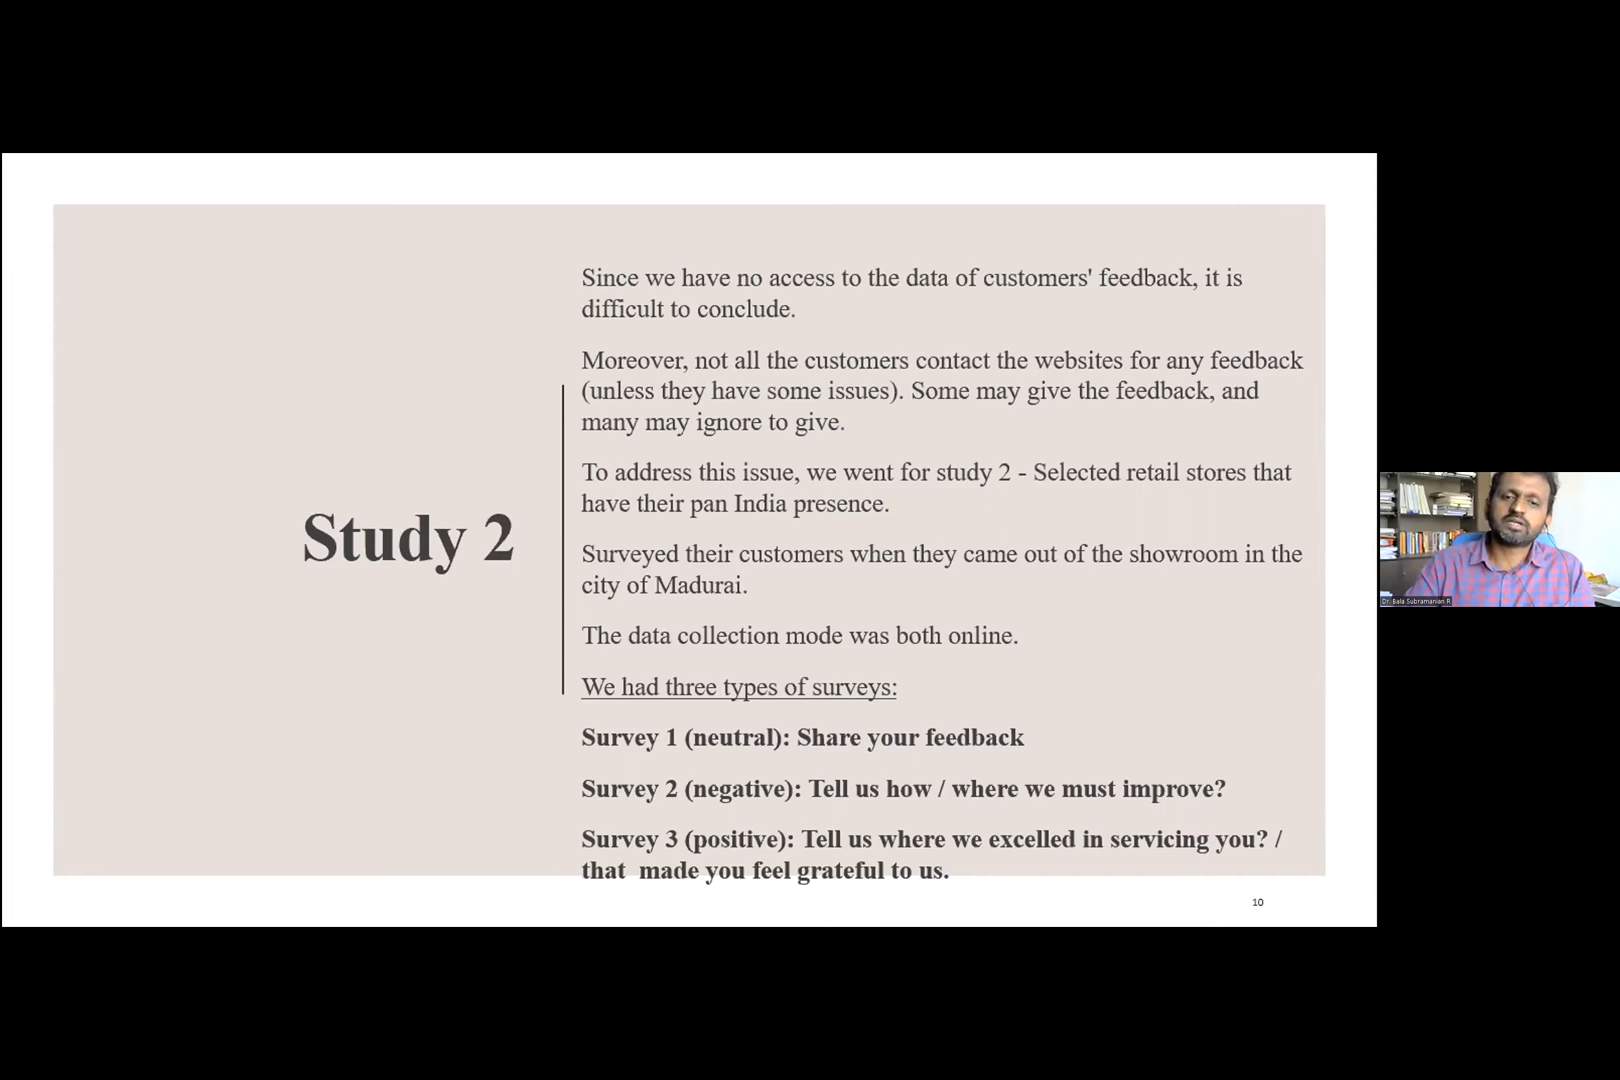 Since we have no access to the data of customers' feedback, it is
difficult to conclude.
Moreover, not all the customers contact the websites for any feedback
(unless they have some issues). Some may give the feedback, and
many may ignore to give.
To address this issue, we went for study 2 - Selected retail stores that
have their pan India presence.
Study 2
Surveyed their customers when they came out of the showroom in the
city of Madurai.
The data collection mode was both online.
We had three types of surveys:
Survey 1 (neutral): Share your feedback
Survey 2 (negative): Tell us how / where we must improve?
Survey 3 (positive): Tell us where we excelled in servicing you? /
that  made you feel grateful to us.
10
Dr. Bala Subramanian R